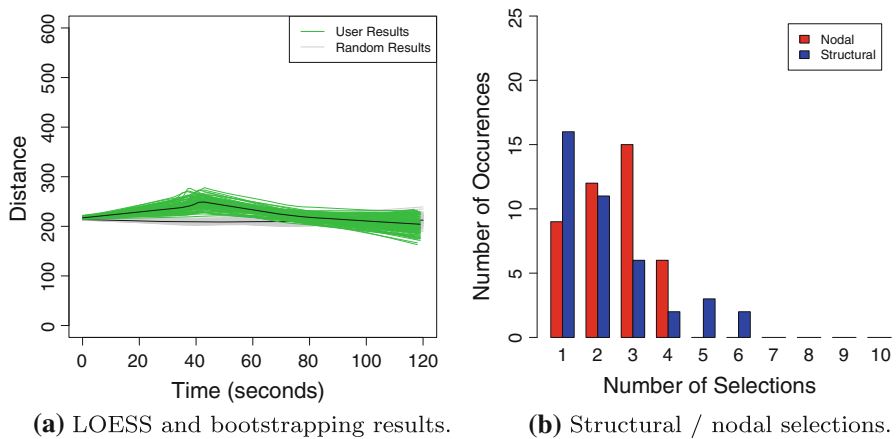 User Results
Random Results
Distance
0
100
200
300
400
500
600
0 20 40 60 80 100 120
Time (seconds)
(a) LOESS and bootstrapping results.
Nodal
Structural
Number of Occurences
0
5
10
15
20
25
1 2 3 4 5 6 7 8 9 10
Number of Selections
(b) Structural / nodal selections.